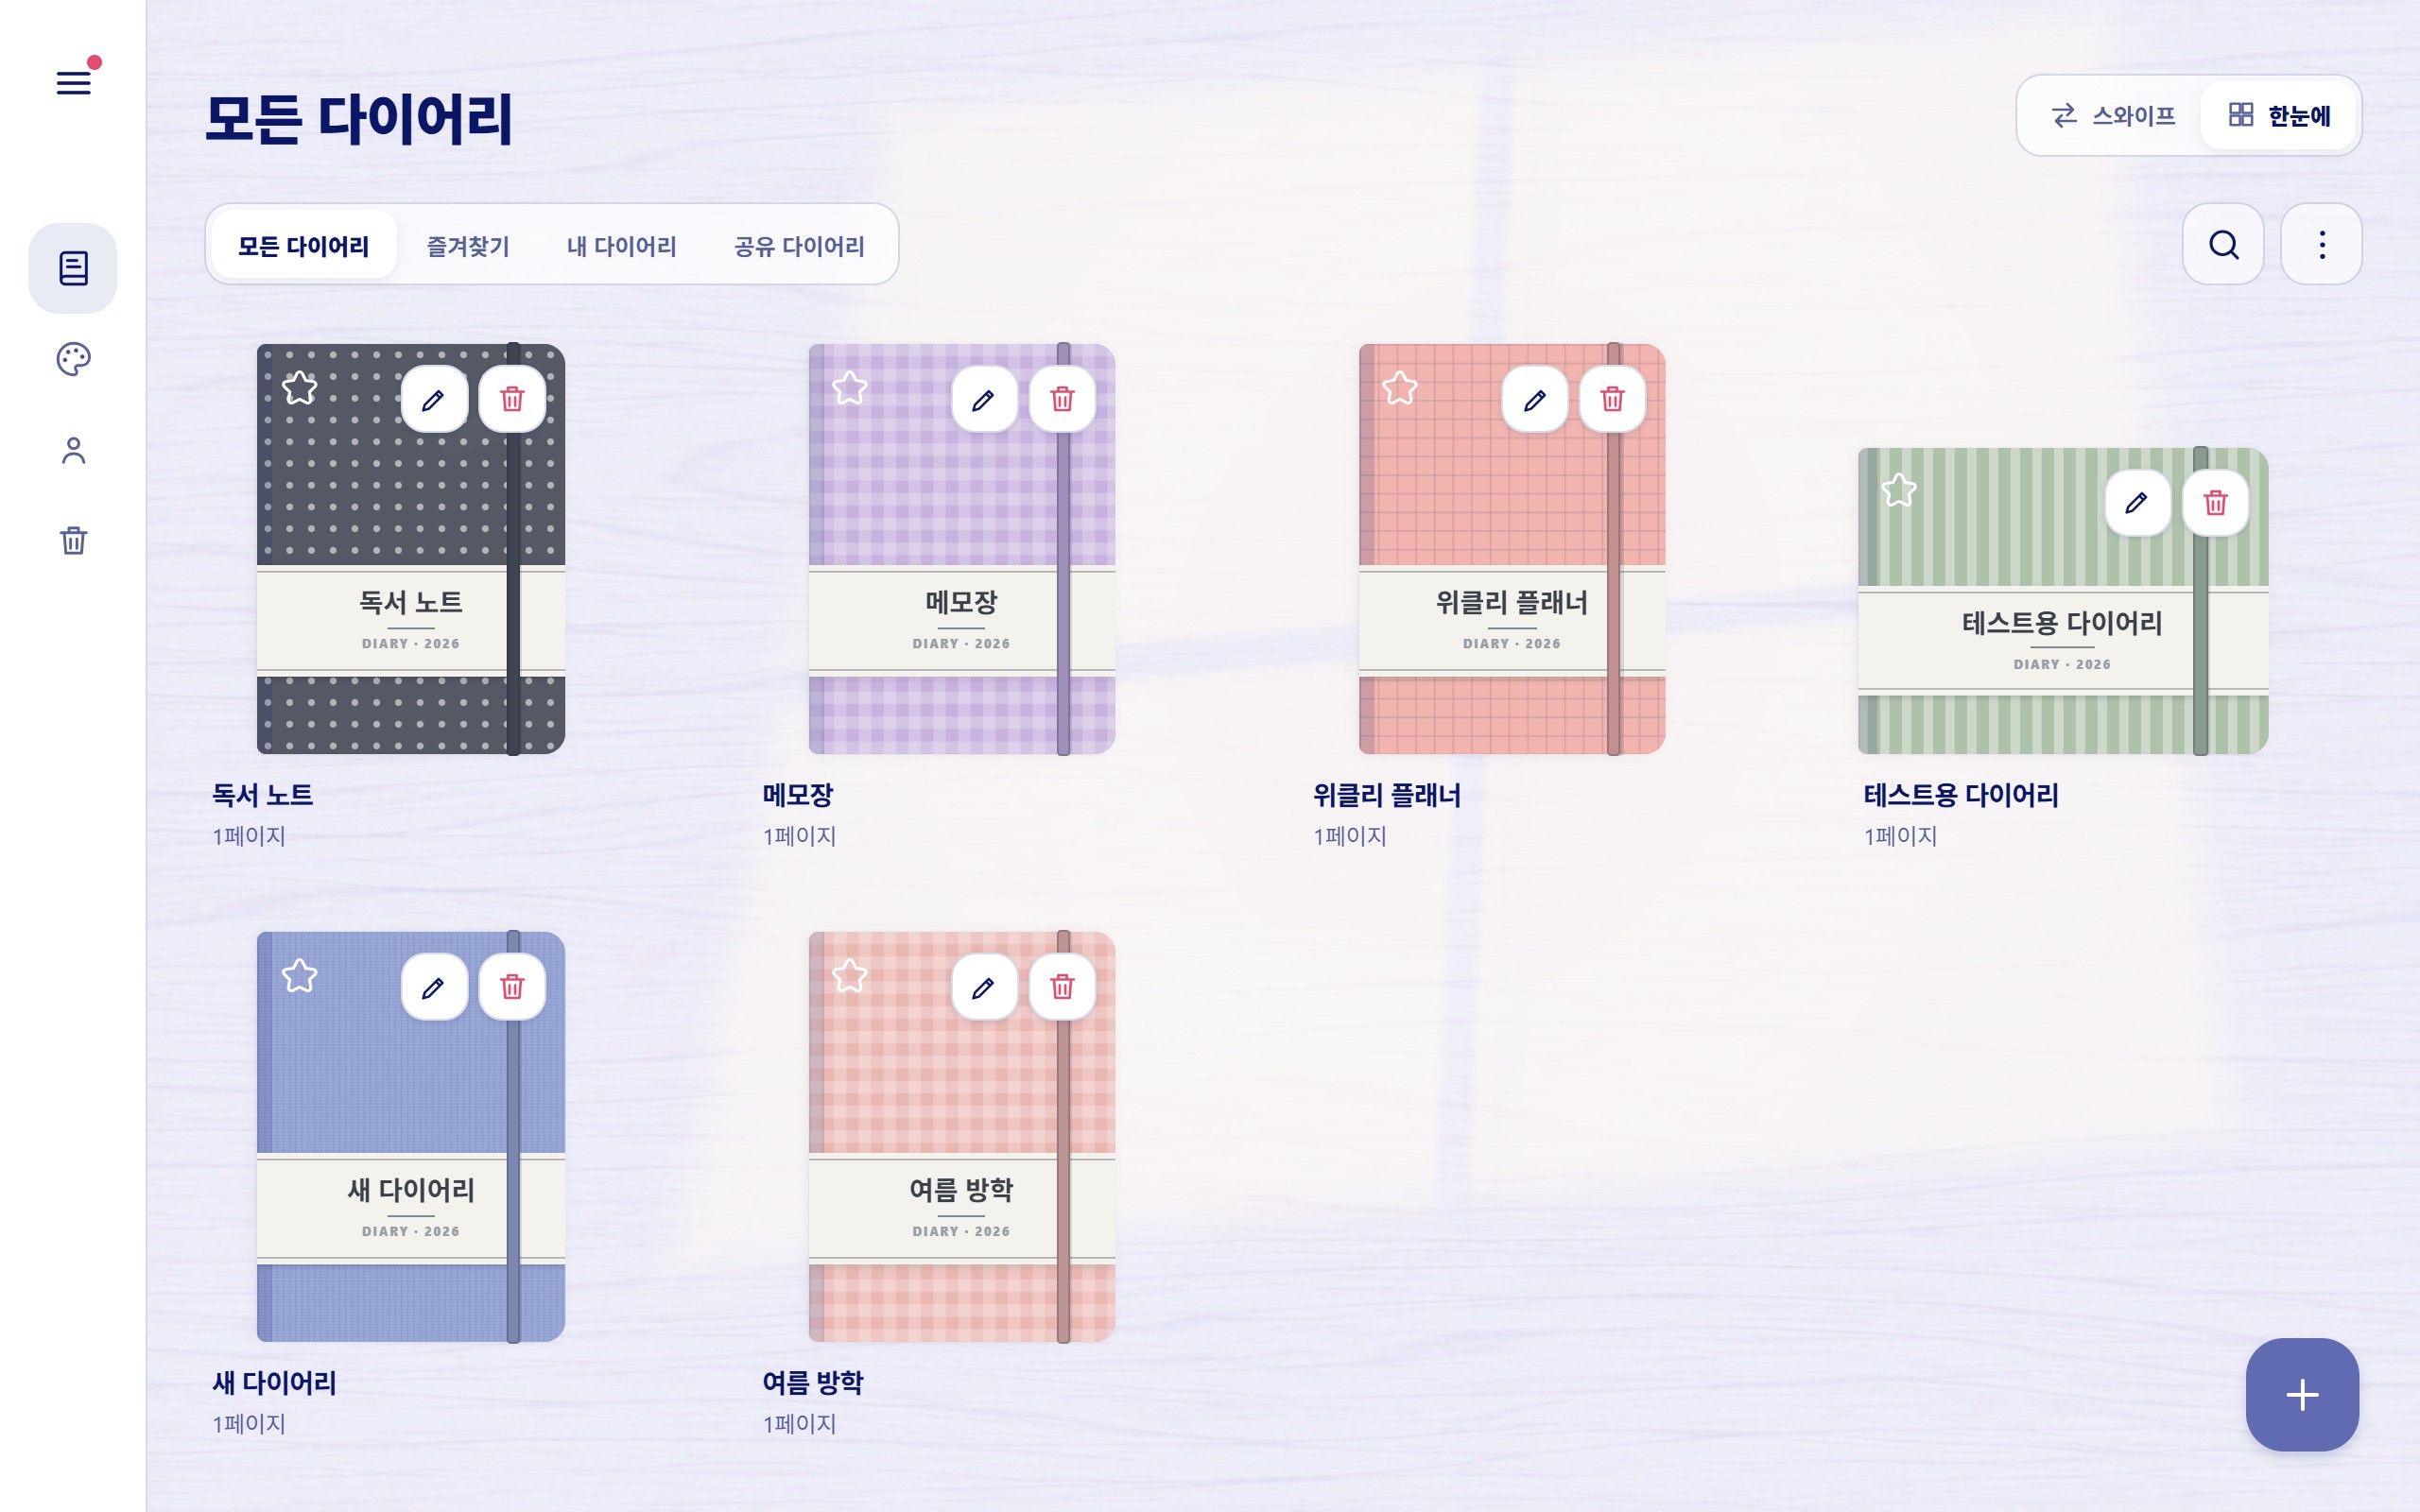 모든 다이어리
스와이프
한눈에
모든 다이어리
즐겨찾기
내 다이어리
공유 다이어리
독서 노트
DIARY · 2026
메모장
DIARY · 2026
위클리 플래너
DIARY · 2026
테스트용 다이어리
DIARY · 2026
독서 노트
1페이지
메모장
1페이지
위클리 플래너
1페이지
테스트용 다이어리
1페이지
새 다이어리
DIARY · 2026
여름 방학
DIARY · 2026
새 다이어리
1페이지
여름 방학
1페이지